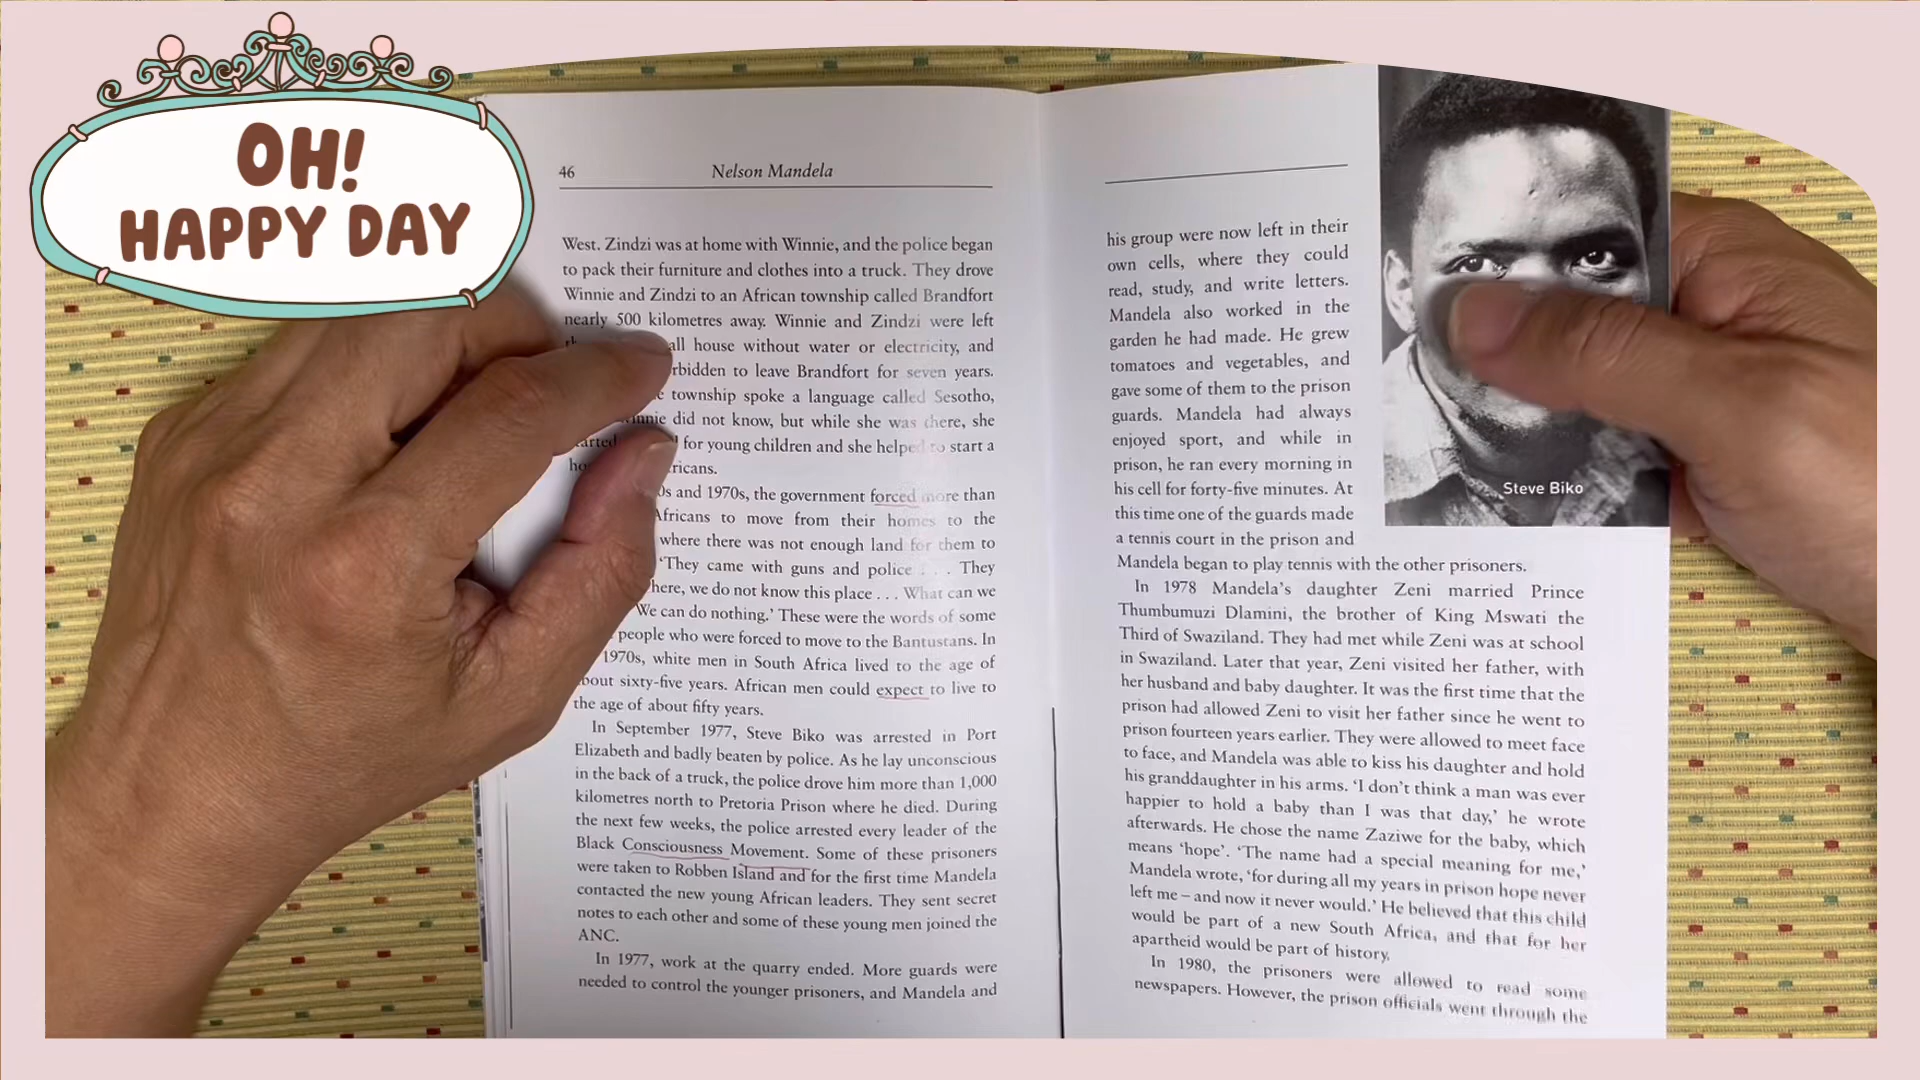 OH!
HAPPY DAY
46 Nelson Mandela
West. Zindzi was at home with Winnie, and the police began
to pack their furniture and clothes into a truck. They drove
Winnie and Zindzi to an African township called Brandfort
nearly 500 kilometres away. Winnie and Zindzi were left
house without water or electricity, and
to leave Brandfort for seven years.
township spoke a language called Sesotho,
did not know, but while she was there, she
for young children and she helped to start a
and 1970s, the government forced more than
to move from their homes to the
where there was not enough land for them to
'They came with guns and police . . . They
here, we do not know this place . . . What can we
We can do nothing.' These were the words of some
people who were forced to move to the Bantustans. In
1970s, white men in South Africa lived to the age of
sixty-five years. African men could expect to live to
the age of about fifty years.
In September 1977, Steve Biko was arrested in Port
Elizabeth and badly beaten by police. As he lay unconscious
in the back of a truck, the police drove him more than 1,000
kilometres north to Pretoria Prison where he died. During
the next few weeks, the police arrested every leader of the
Black Consciousness Movement. Some of these prisoners
were taken to Robben Island and for the first time Mandela
contacted the new young African leaders. They sent secret
notes to each other and some of these young men joined the
ANC.
In 1977, work at the quarry ended. More guards were
needed to control the younger prisoners, and Mandela and
his group were now left in their
own cells, where they could
read, study, and write letters.
Mandela also worked in the
garden he had made. He grew
tomatoes and vegetables, and
gave some of them to the prison
guards. Mandela had always
enjoyed sport, and while in
prison, he ran every morning in
his cell for forty-five minutes. At
this time one of the guards made
a tennis court in the prison and
Mandela began to play tennis with the other prisoners.
Steve Biko
In 1978 Mandela's daughter Zeni married Prince
Thumbumuzi Dlamini, the brother of King Mswati the
Third of Swaziland. They had met while Zeni was at school
in Swaziland. Later that year, Zeni visited her father, with
her husband and baby daughter. It was the first time that the
prison had allowed Zeni to visit her father since he went to
prison fourteen years earlier. They were allowed to meet face
to face, and Mandela was able to kiss his daughter and hold
his granddaughter in his arms. 'I don't think a man was ever
happier to hold a baby than I was that day,' he wrote
afterwards. He chose the name Zaziwe for the baby, which
means 'hope'. 'The name had a special meaning for me,'
Mandela wrote, 'for during all my years in prison hope never
left me – and now it never would.' He believed that this child
would be part of a new South Africa, and that for her
apartheid would be part of history.
In 1980, the prisoners were allowed to read some
newspapers. However, the prison officials went through the